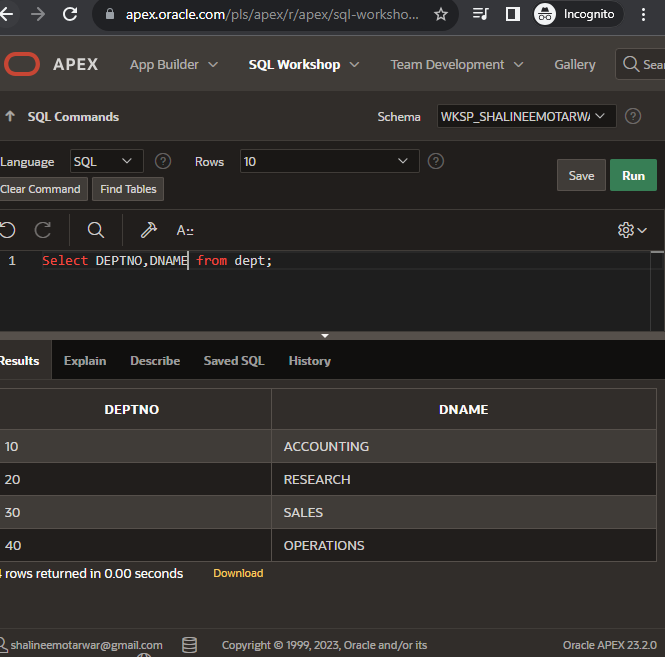 apex.oracle.com/pls/apex/r/apex/sql-worksho... Incognito
APEX App Builder SQL Workshop Team Development Gallery Sear
SQL Commands Schema WKSP_SHALINEEMOTARWA
Language SQL Rows 10
Clear Command Find Tables Save Run
A::
1 Select DEPTNO,DNAME from dept;
Results Explain Describe Saved SQL History
DEPTNO DNAME
10 ACCOUNTING
20 RESEARCH
30 SALES
40 OPERATIONS
4 rows returned in 0.00 seconds Download
shalineemotarwar@gmail.com Copyright © 1999, 2023, Oracle and/or its Oracle APEX 23.2.0